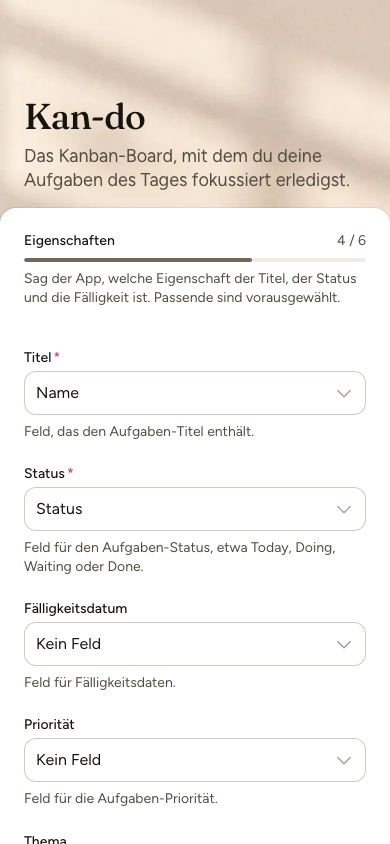 Kan-do
Das Kanban-Board, mit dem du deine
Aufgaben des Tages fokussiert erledigst.
Eigenschaften
4 / 6
Sag der App, welche Eigenschaft der Titel, der Status
und die Fälligkeit ist. Passende sind vorausgewählt.
Titel *
Name
Feld, das den Aufgaben-Titel enthält.
Status *
Status
Feld für den Aufgaben-Status, etwa Today, Doing,
Waiting oder Done.
Fälligkeitsdatum
Kein Feld
Feld für Fälligkeitsdaten.
Priorität
Kein Feld
Feld für die Aufgaben-Priorität.
Thema